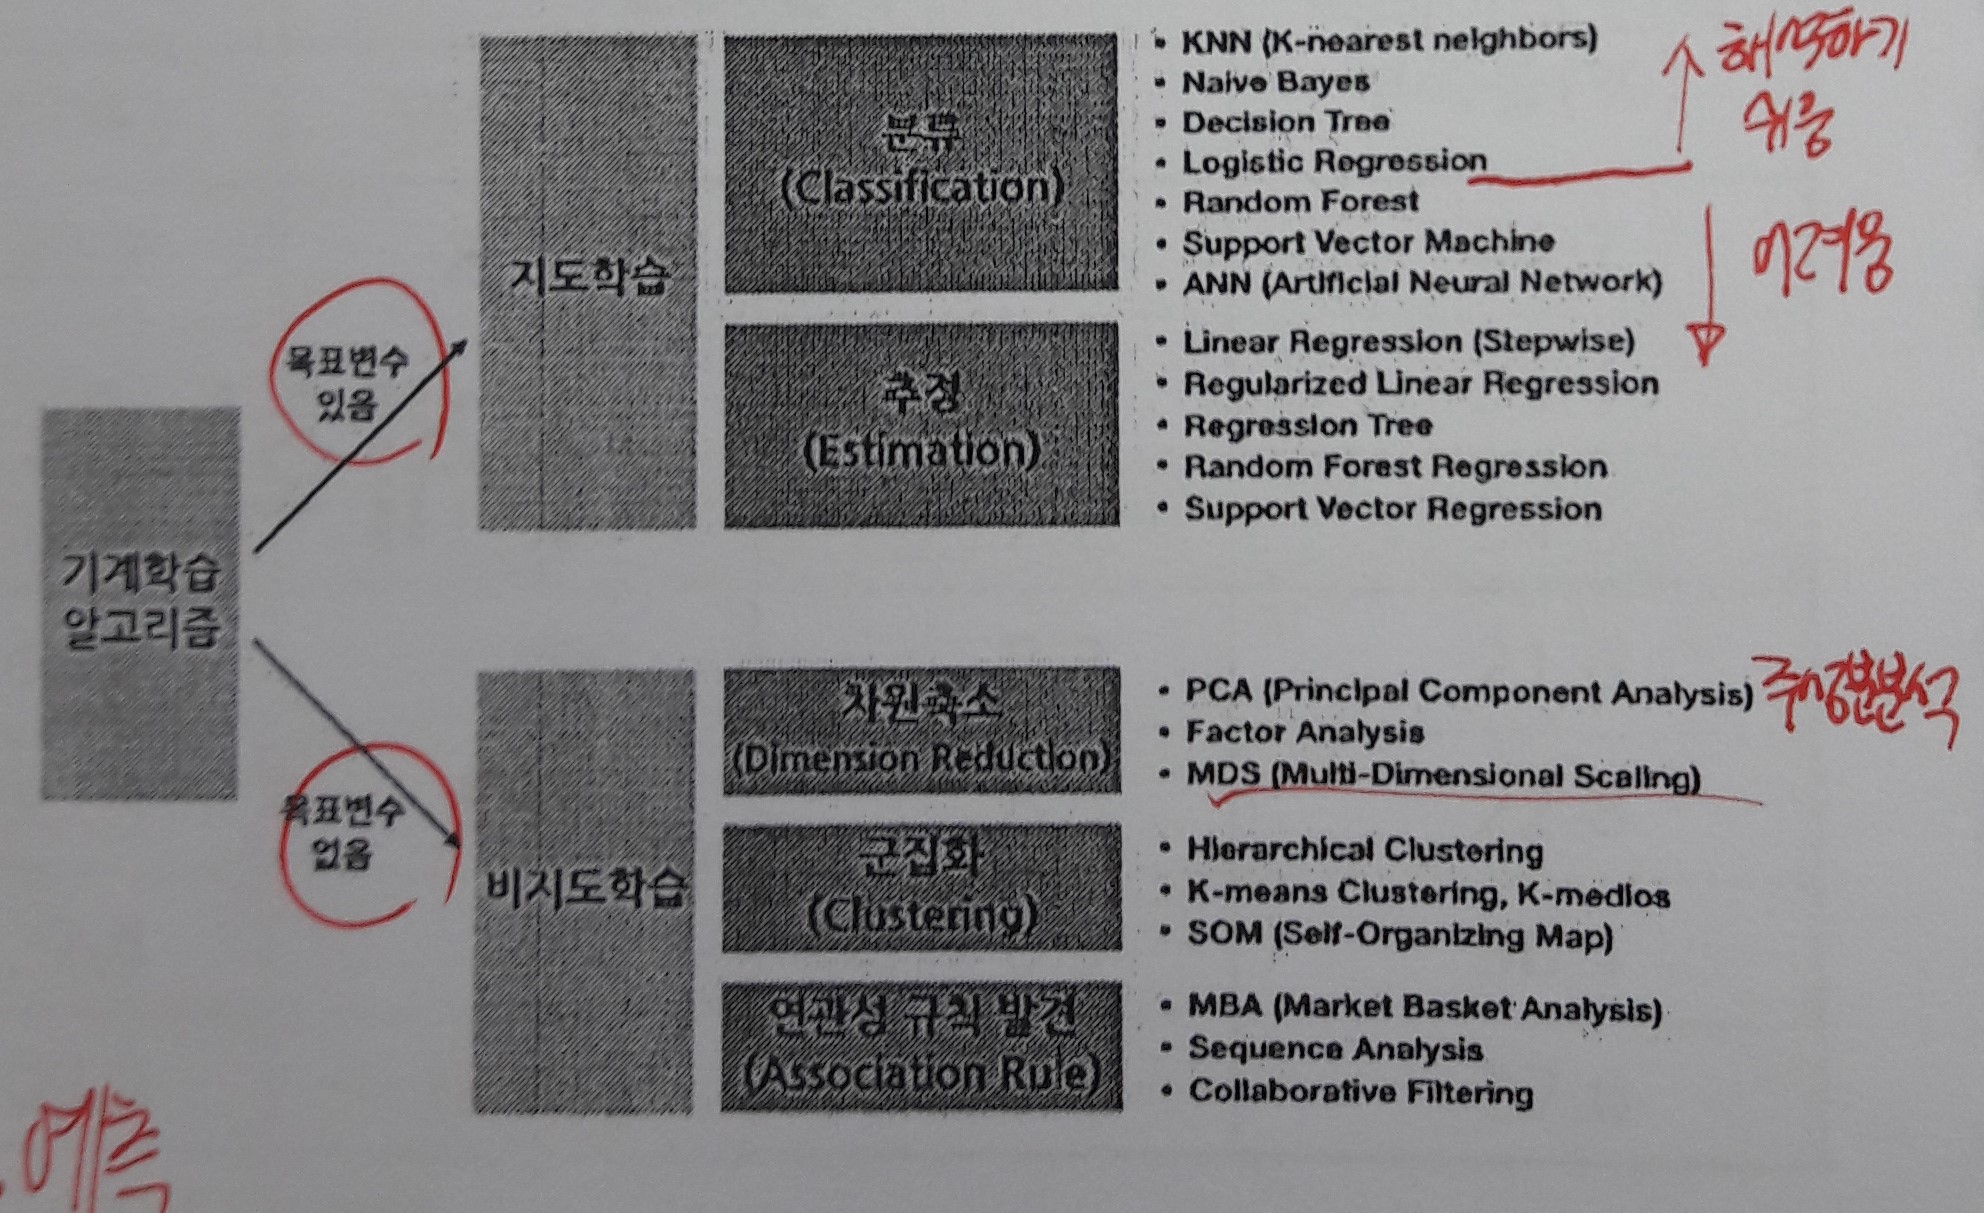 기계학습
알고리즘
목표변수
있음
지도학습
분류
(Classification)
• KNN (K-nearest neighbors)
• Naive Bayes
• Decision Tree
• Logistic Regression
• Random Forest
• Support Vector Machine
• ANN (Artificial Neural Network)
해석하기
쉬움
어려움
추정
(Estimation)
• Linear Regression (Stepwise)
• Regularized Linear Regression
• Regression Tree
• Random Forest Regression
• Support Vector Regression
목표변수
없음
비지도학습
차원축소
(Dimension Reduction)
• PCA (Principal Component Analysis) 주성분분석
• Factor Analysis
• MDS (Multi-Dimensional Scaling)
군집화
(Clustering)
• Hierarchical Clustering
• K-means Clustering, K-medios
• SOM (Self-Organizing Map)
연관성 규칙 발견
(Association Rule)
• MBA (Market Basket Analysis)
• Sequence Analysis
• Collaborative Filtering
예측